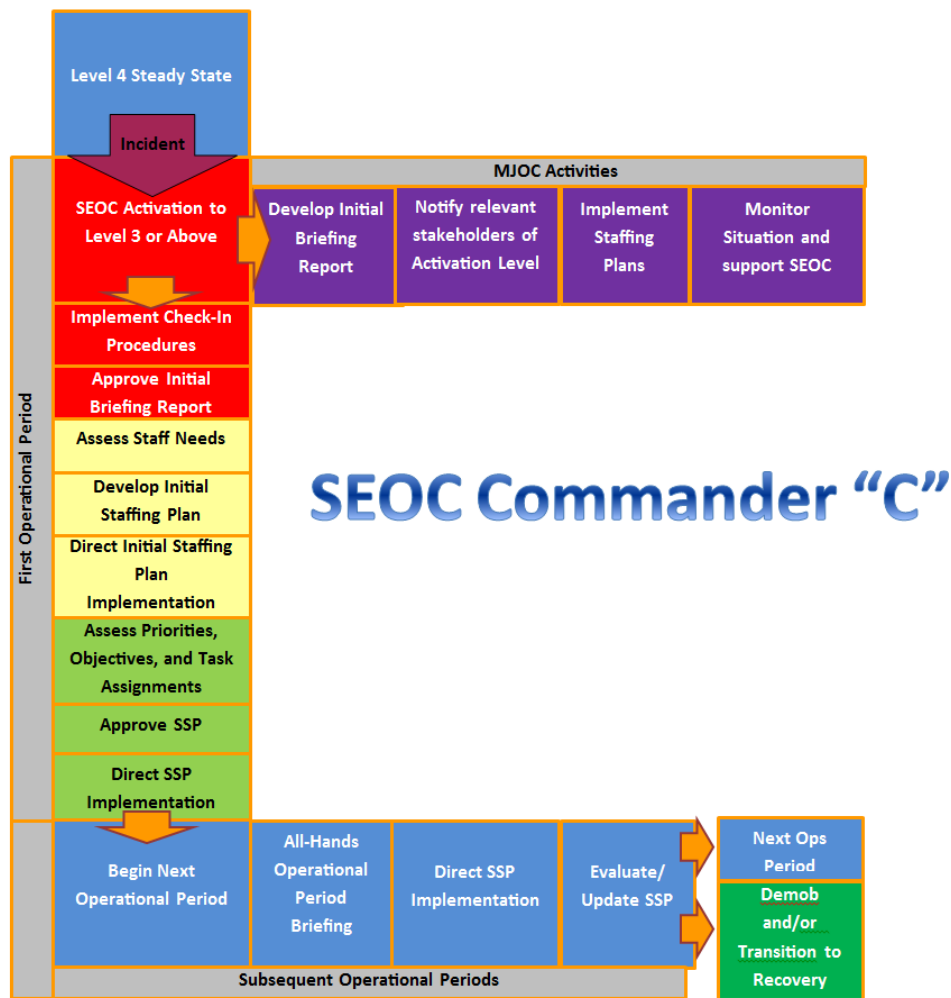 Level 4 Steady State
Incident
MJOC Activities
SEOC Activation to
Level 3 or Above
Develop Initial
Briefing
Report
Notify relevant
stakeholders of
Activation Level
Implement
Staffing
Plans
Monitor
Situation and
support SEOC
Implement Check-In
Procedures
Approve Initial
Briefing Report
Assess Staff Needs
Develop Initial
Staffing Plan
Direct Initial Staffing
Plan
Implementation
Assess Priorities,
Objectives, and Task
Assignments
Approve SSP
Direct SSP
Implementation
First Operational Period
SEOC Commander “C”
Begin Next
Operational Period
All-Hands
Operational
Period
Briefing
Direct SSP
Implementation
Evaluate/
Update SSP
Next Ops
Period
Demob
and/or
Transition to
Recovery
Subsequent Operational Periods